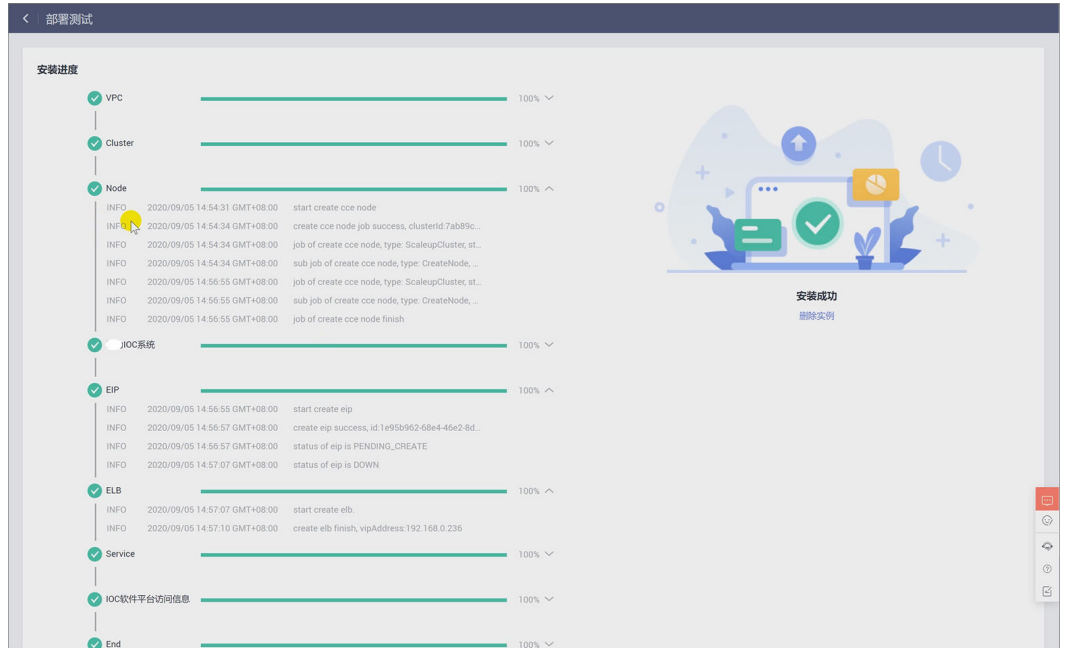 部署测试
安装进度
VPC 100%
Cluster 100%
Node 100%
INFO 2020/09/05 14:54:31 GMT+08:00 start create cce node
INFO 2020/09/05 14:54:34 GMT+08:00 create cce node job success, clusterId:7ab89c...
INFO 2020/09/05 14:54:34 GMT+08:00 job of create cce node, type: ScaleupCluster, st...
INFO 2020/09/05 14:54:34 GMT+08:00 sub job of create cce node, type: CreateNode, ...
INFO 2020/09/05 14:56:55 GMT+08:00 job of create cce node, type: ScaleupCluster, st...
INFO 2020/09/05 14:56:55 GMT+08:00 sub job of create cce node, type: CreateNode, ...
INFO 2020/09/05 14:56:55 GMT+08:00 job of create cce node finish
IOC系统 100%
EIP 100%
INFO 2020/09/05 14:56:55 GMT+08:00 start create eip
INFO 2020/09/05 14:56:57 GMT+08:00 create eip success, id:1e95b962-68e4-46e2-8d...
INFO 2020/09/05 14:56:57 GMT+08:00 status of eip is PENDING_CREATE
INFO 2020/09/05 14:57:07 GMT+08:00 status of eip is DOWN
ELB 100%
INFO 2020/09/05 14:57:07 GMT+08:00 start create elb.
INFO 2020/09/05 14:57:10 GMT+08:00 create elb finish, vipAddress:192.168.0.236
Service 100%
IOC软件平台访问信息 100%
End 100%
安装成功
删除实例